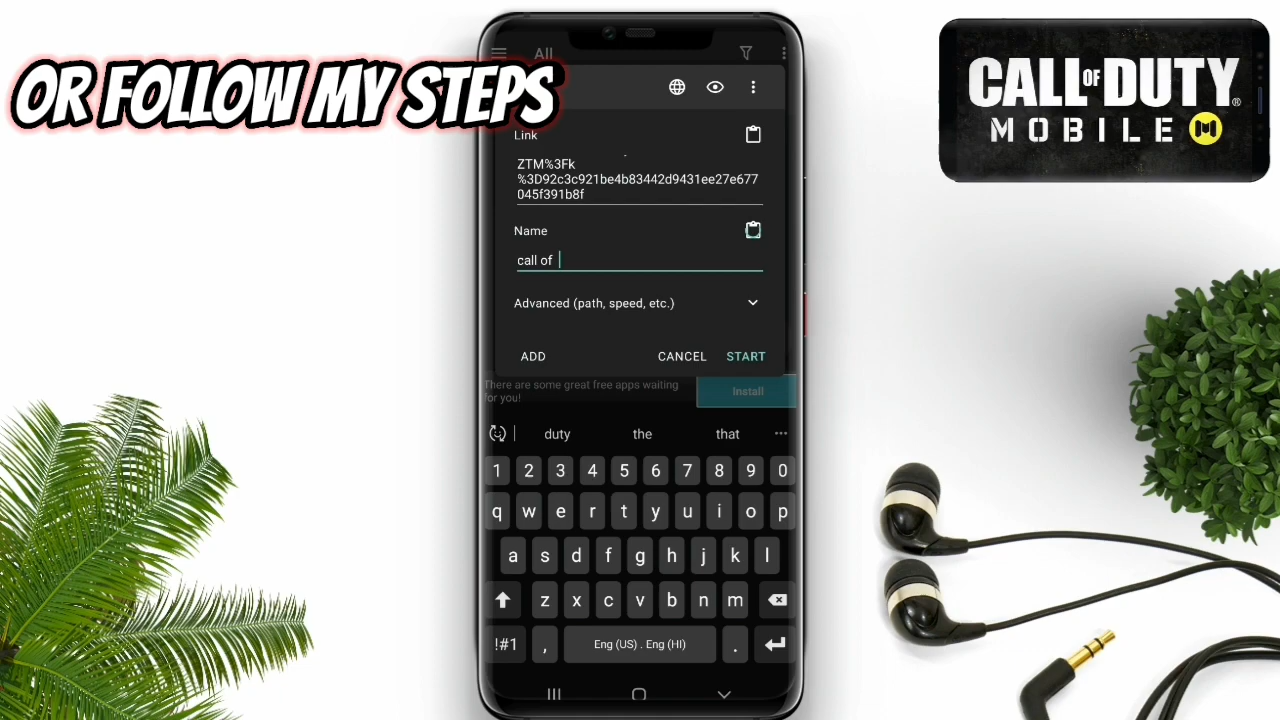 OR FOLLOW MY STEPS
All
Link
ZTM%3Fk
%3D92c3c921be4b83442d9431ee27e677
045f391b8f
Name
call of
Advanced (path, speed, etc.)
ADD CANCEL START
There are some great free apps waiting
for you!
Install
duty the that
1 2 3 4 5 6 7 8 9 0
q w e r t y u i o p
a s d f g h j k l
z x c v b n m
!#1 , Eng (US) . Eng (HI) .
CALL OF DUTY®
MOBILE